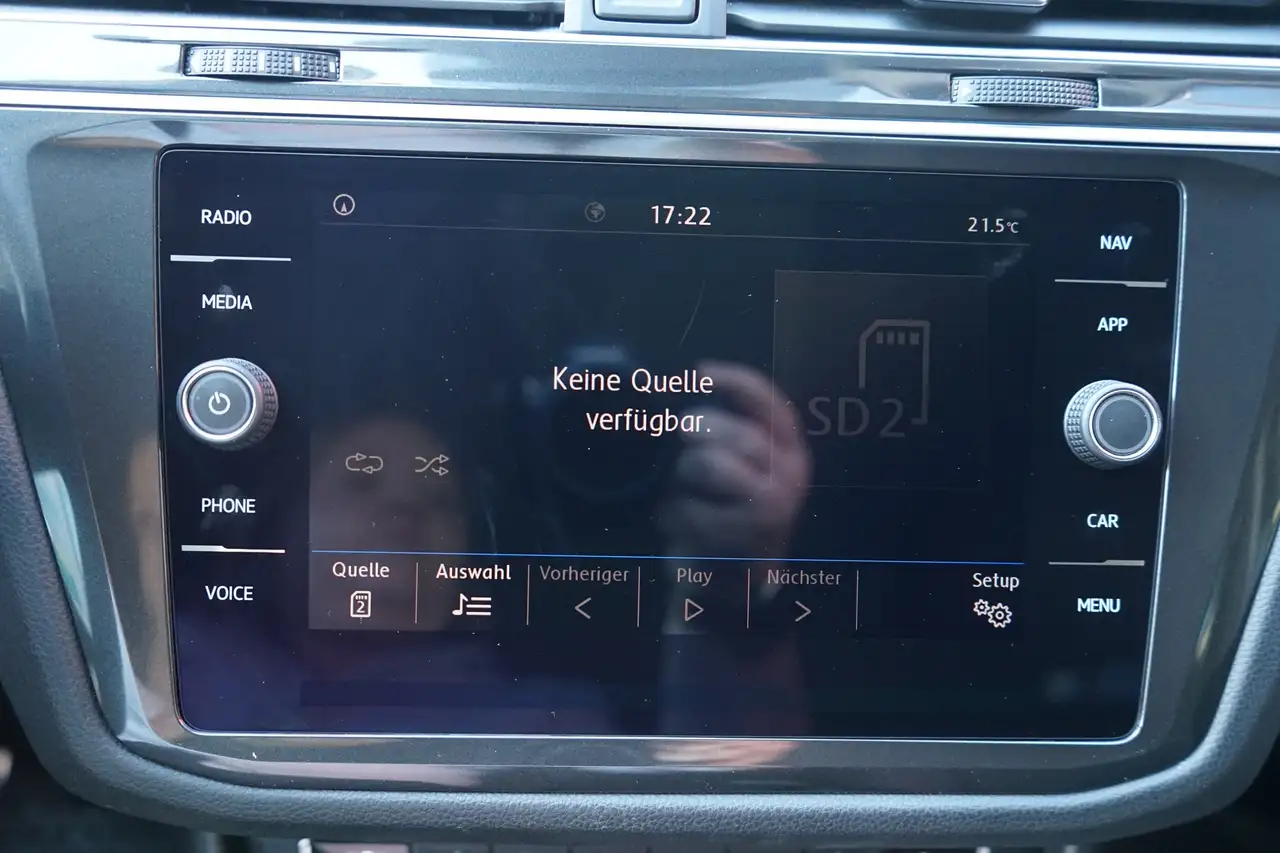 RADIO
MEDIA
PHONE
VOICE
17:22
21.5°C
Keine Quelle
verfügbar.
SD 2
Quelle
2
Auswahl
Vorheriger
Play
Nächster
Setup
NAV
APP
CAR
MENU